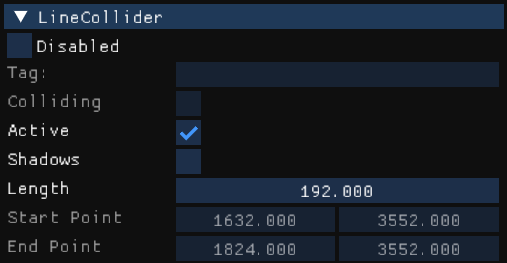 LineCollider
Disabled
Tag:
Colliding
Active
Shadows
Length 192.000
Start Point 1632.000 3552.000
End Point 1824.000 3552.000